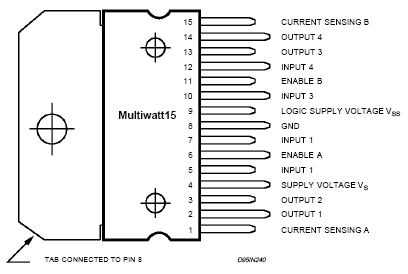 15 CURRENT SENSING B
14 OUTPUT 4
13 OUTPUT 3
12 INPUT 4
11 ENABLE B
10 INPUT 3
Multiwatt15
9 LOGIC SUPPLY VOLTAGE VSS
8 GND
7 INPUT 1
6 ENABLE A
5 INPUT 1
4 SUPPLY VOLTAGE VS
3 OUTPUT 2
2 OUTPUT 1
1 CURRENT SENSING A
TAB CONNECTED TO PIN 8
D95IN240